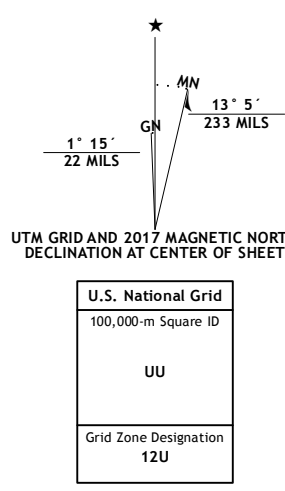 ★
MN
GN
13° 5´
233 MILS
1° 15´
22 MILS
UTM GRID AND 2017 MAGNETIC NORT
DECLINATION AT CENTER OF SHEET
U.S. National Grid
100,000-m Square ID
UU
Grid Zone Designation
12U